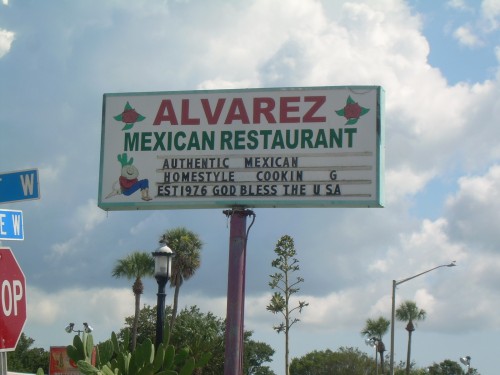 ALVAREZ
MEXICAN RESTAURANT
AUTHENTIC MEXICAN
HOMESTYLE COOKIN G
EST1976 GOD BLESS THE U SA
W
E W
OP